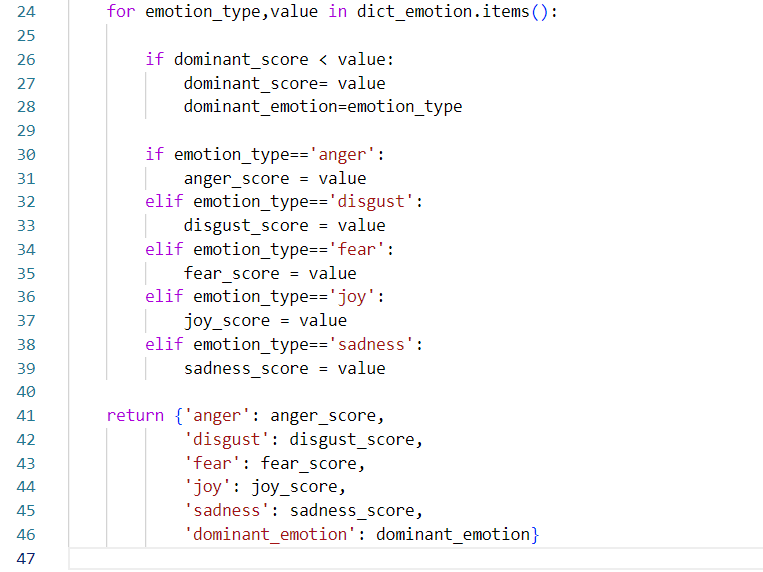 24 for emotion_type,value in dict_emotion.items():
25
26 if dominant_score < value:
27 dominant_score= value
28 dominant_emotion=emotion_type
29
30 if emotion_type=='anger':
31 anger_score = value
32 elif emotion_type=='disgust':
33 disgust_score = value
34 elif emotion_type=='fear':
35 fear_score = value
36 elif emotion_type=='joy':
37 joy_score = value
38 elif emotion_type=='sadness':
39 sadness_score = value
40
41 return {'anger': anger_score,
42 'disgust': disgust_score,
43 'fear': fear_score,
44 'joy': joy_score,
45 'sadness': sadness_score,
46 'dominant_emotion': dominant_emotion}
47